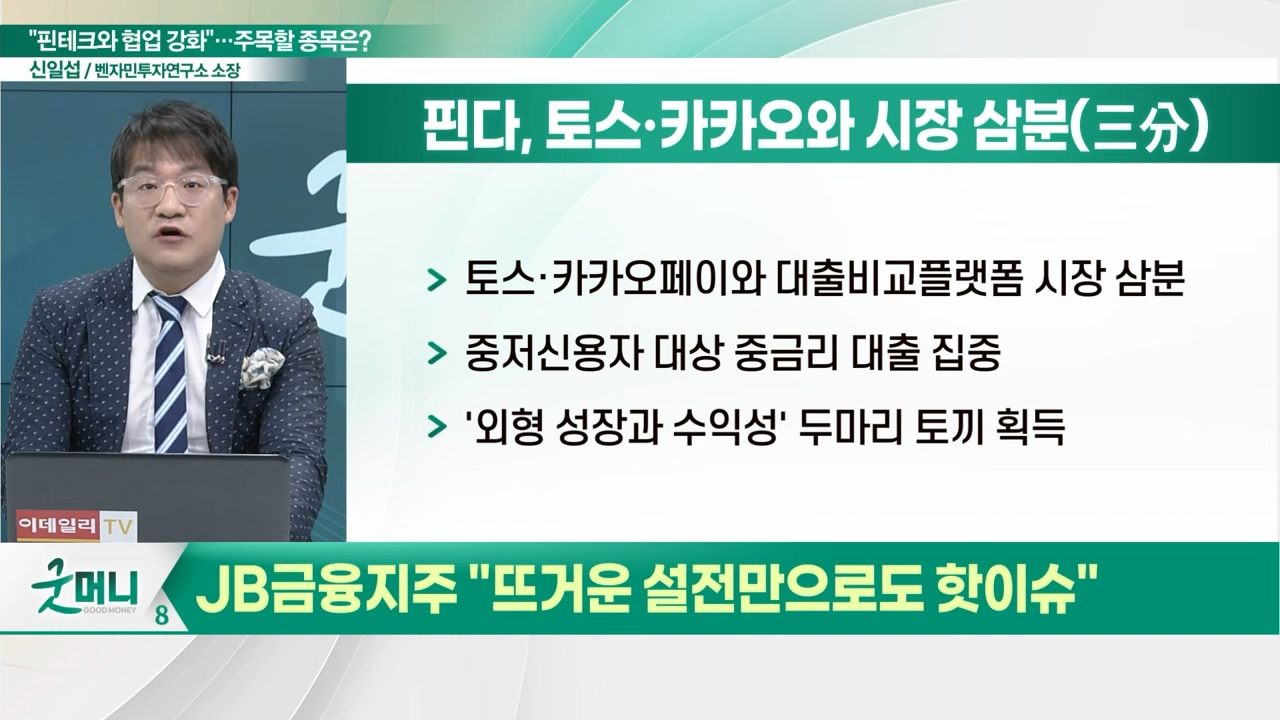 "핀테크와 협업 강화"…주목할 종목은?
신일섭 / 벤자민투자연구소 소장
핀다, 토스·카카오와 시장 삼분(三分)
> 토스·카카오페이와 대출비교플랫폼 시장 삼분
> 중저신용자 대상 중금리 대출 집중
> '외형 성장과 수익성' 두마리 토끼 획득
이데일리 TV
굿머니
GOOD MONEY
8
JB금융지주 "뜨거운 설전만으로도 핫이슈"